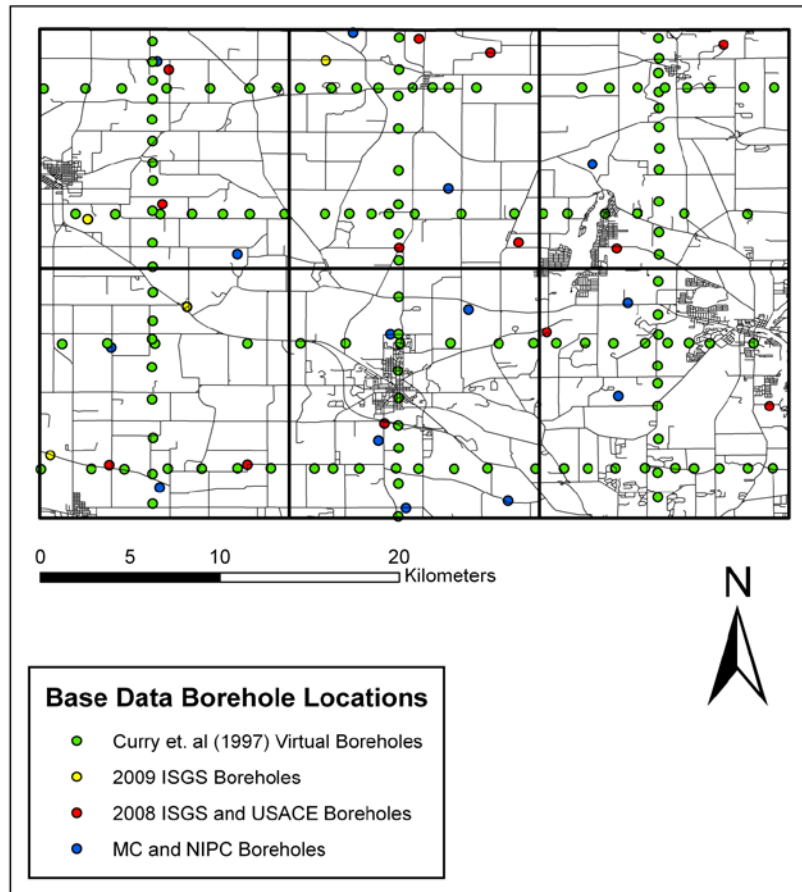 0 5 10 20
Kilometers
N
Base Data Borehole Locations
Curry et. al (1997) Virtual Boreholes
2009 ISGS Boreholes
2008 ISGS and USACE Boreholes
MC and NIPC Boreholes